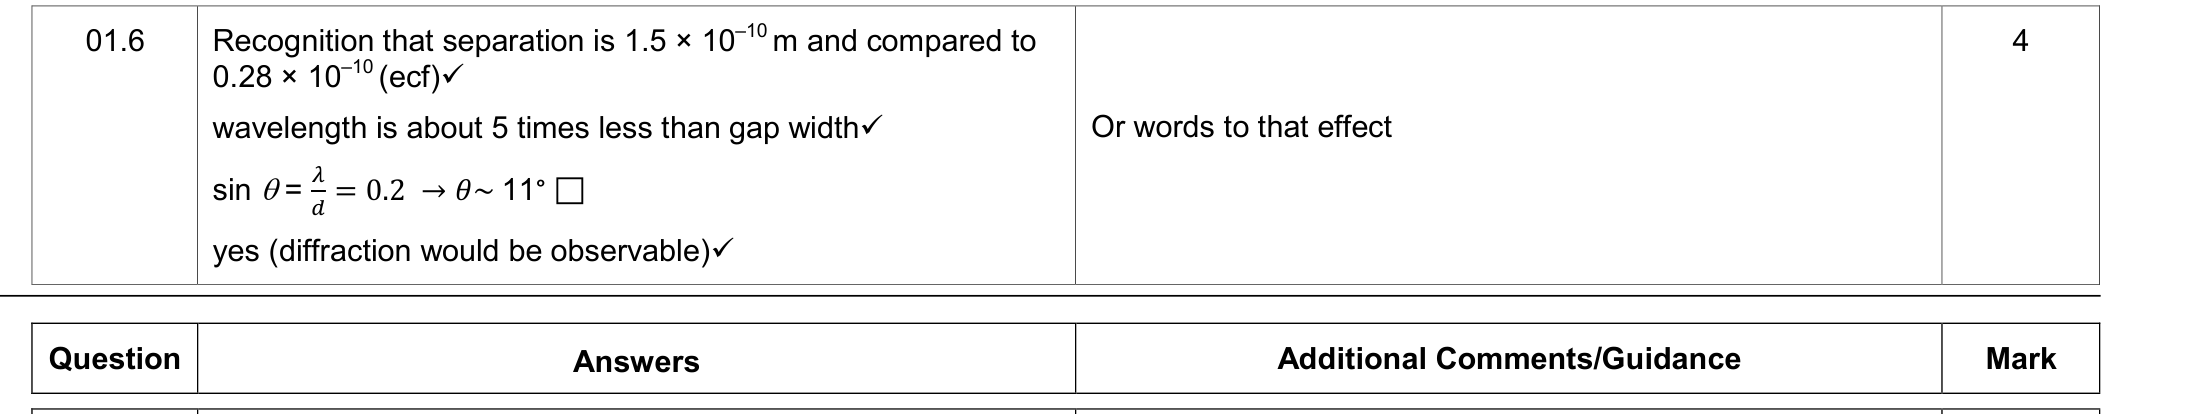 01.6
Recognition that separation is 1.5 × 10⁻¹⁰ m and compared to
0.28 × 10⁻¹⁰ (ecf)✓
wavelength is about 5 times less than gap width✓
sin θ = λ/d = 0.2 → θ~ 11° □
yes (diffraction would be observable)✓
Or words to that effect
4
Question Answers Additional Comments/Guidance Mark